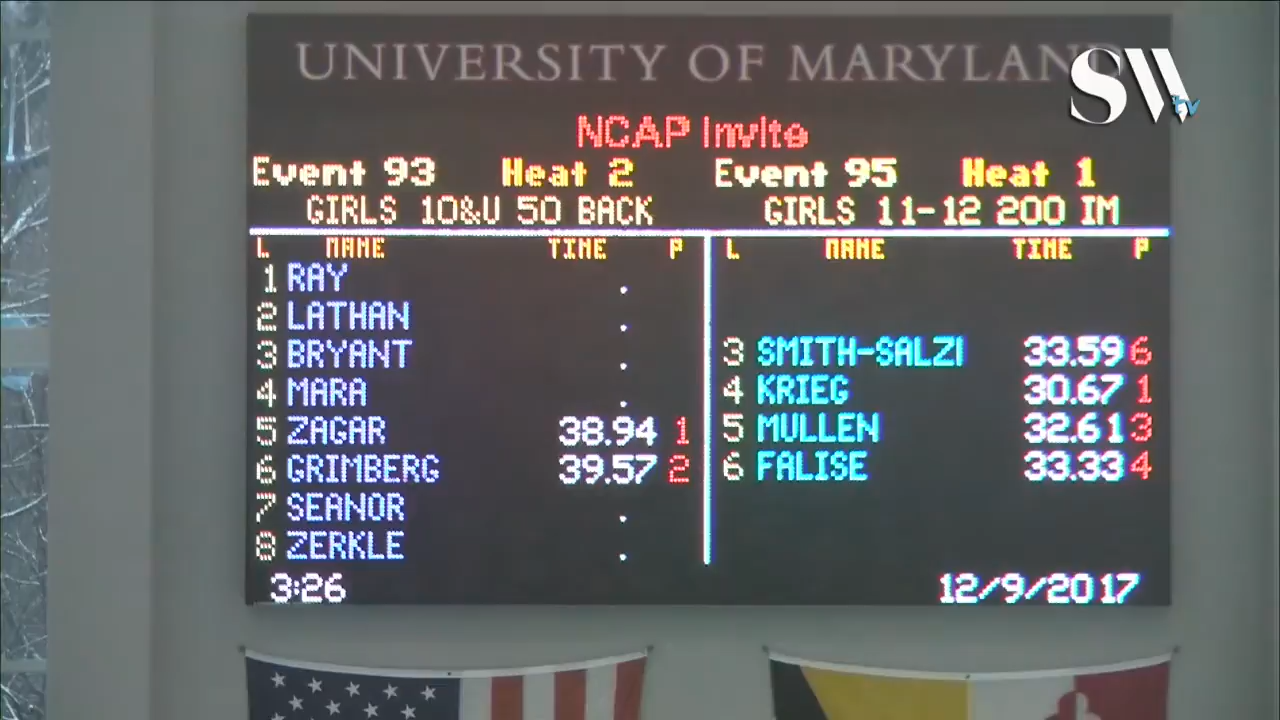 UNIVERSITY OF MARYLAND
SW tv
NCAP Invite
Event 93 Heat 2
GIRLS 10&U 50 BACK
L NAME TIME P
1 RAY .
2 LATHAN .
3 BRYANT .
4 MARA .
5 ZAGAR 38.94 1
6 GRIMBERG 39.57 2
7 SEANOR .
8 ZERKLE .
3:26
Event 95 Heat 1
GIRLS 11-12 200 IM
L NAME TIME P
3 SMITH-SALZI 33.59 6
4 KRIEG 30.67 1
5 MULLEN 32.61 3
6 FALISE 33.33 4
12/9/2017